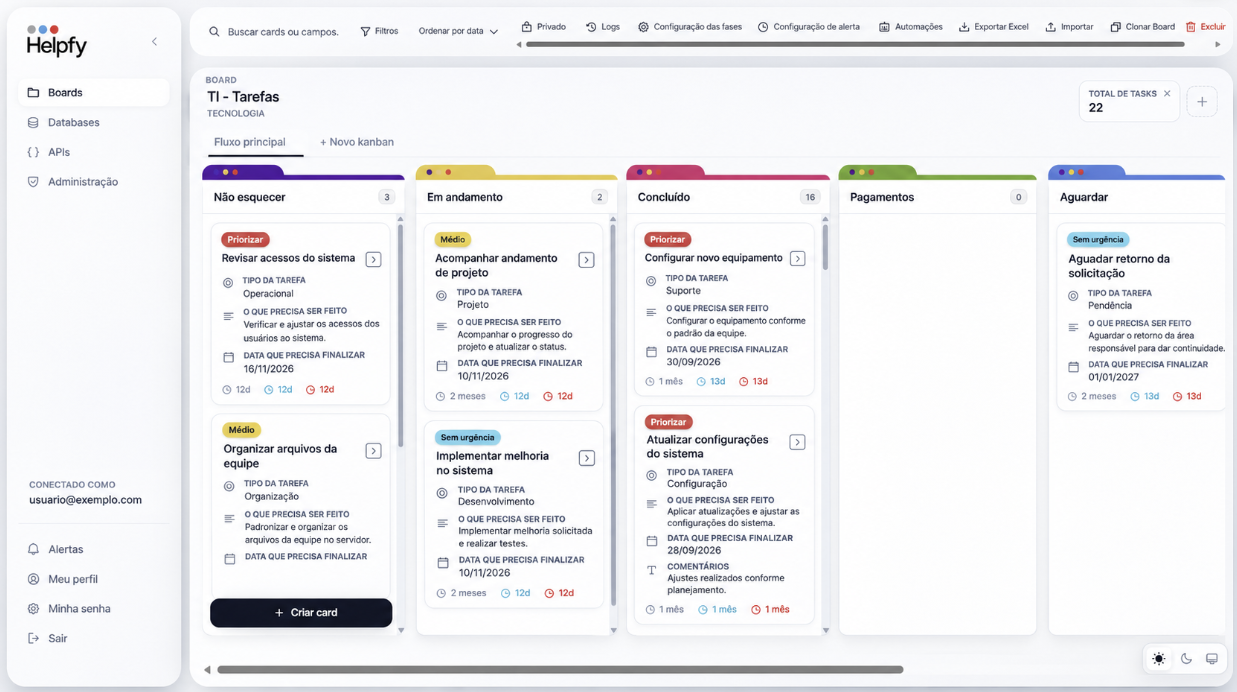 Helpfy
Boards
Databases
APIs
Administração
CONECTADO COMO
usuario@exemplo.com
Alertas
Meu perfil
Minha senha
Sair
Buscar cards ou campos.
Filtros
Ordenar por data
Privado
Logs
Configuração das fases
Configuração de alerta
Automações
Exportar Excel
Importar
Clonar Board
Excluir
BOARD
TI - Tarefas
TECNOLOGIA
TOTAL DE TASKS
22
Fluxo principal
+ Novo kanban
Não esquecer
3
Priorizar
Revisar acessos do sistema
TIPO DA TAREFA
Operacional
O QUE PRECISA SER FEITO
Verificar e ajustar os acessos dos
usuários ao sistema.
DATA QUE PRECISA FINALIZAR
16/11/2026
12d 12d 12d
Médio
Organizar arquivos da
equipe
TIPO DA TAREFA
Organização
O QUE PRECISA SER FEITO
Padronizar e organizar os
arquivos da equipe no servidor.
DATA QUE PRECISA FINALIZAR
+ Criar card
Em andamento
2
Médio
Acompanhar andamento
de projeto
TIPO DA TAREFA
Projeto
O QUE PRECISA SER FEITO
Acompanhar o progresso do
projeto e atualizar o status.
DATA QUE PRECISA FINALIZAR
10/11/2026
2 meses 12d 12d
Sem urgência
Implementar melhoria
no sistema
TIPO DA TAREFA
Desenvolvimento
O QUE PRECISA SER FEITO
Implementar melhoria solicitada
e realizar testes.
DATA QUE PRECISA FINALIZAR
10/11/2026
2 meses 12d 12d
Concluído
16
Priorizar
Configurar novo equipamento
TIPO DA TAREFA
Suporte
O QUE PRECISA SER FEITO
Configurar o equipamento conforme
o padrão da equipe.
DATA QUE PRECISA FINALIZAR
30/09/2026
1 mês 13d 13d
Priorizar
Atualizar configurações
do sistema
TIPO DA TAREFA
Configuração
O QUE PRECISA SER FEITO
Aplicar atualizações e ajustar as
configurações do sistema.
DATA QUE PRECISA FINALIZAR
28/09/2026
COMENTÁRIOS
Ajustes realizados conforme
planejamento.
1 mês 1 mês 1 mês
Pagamentos
0
Aguardar
Sem urgência
Aguadar retorno da
solicitação
TIPO DA TAREFA
Pendência
O QUE PRECISA SER FEITO
Aguardar o retorno da área
responsável para dar continuidade.
DATA QUE PRECISA FINALIZAR
01/01/2027
2 meses 13d 13d